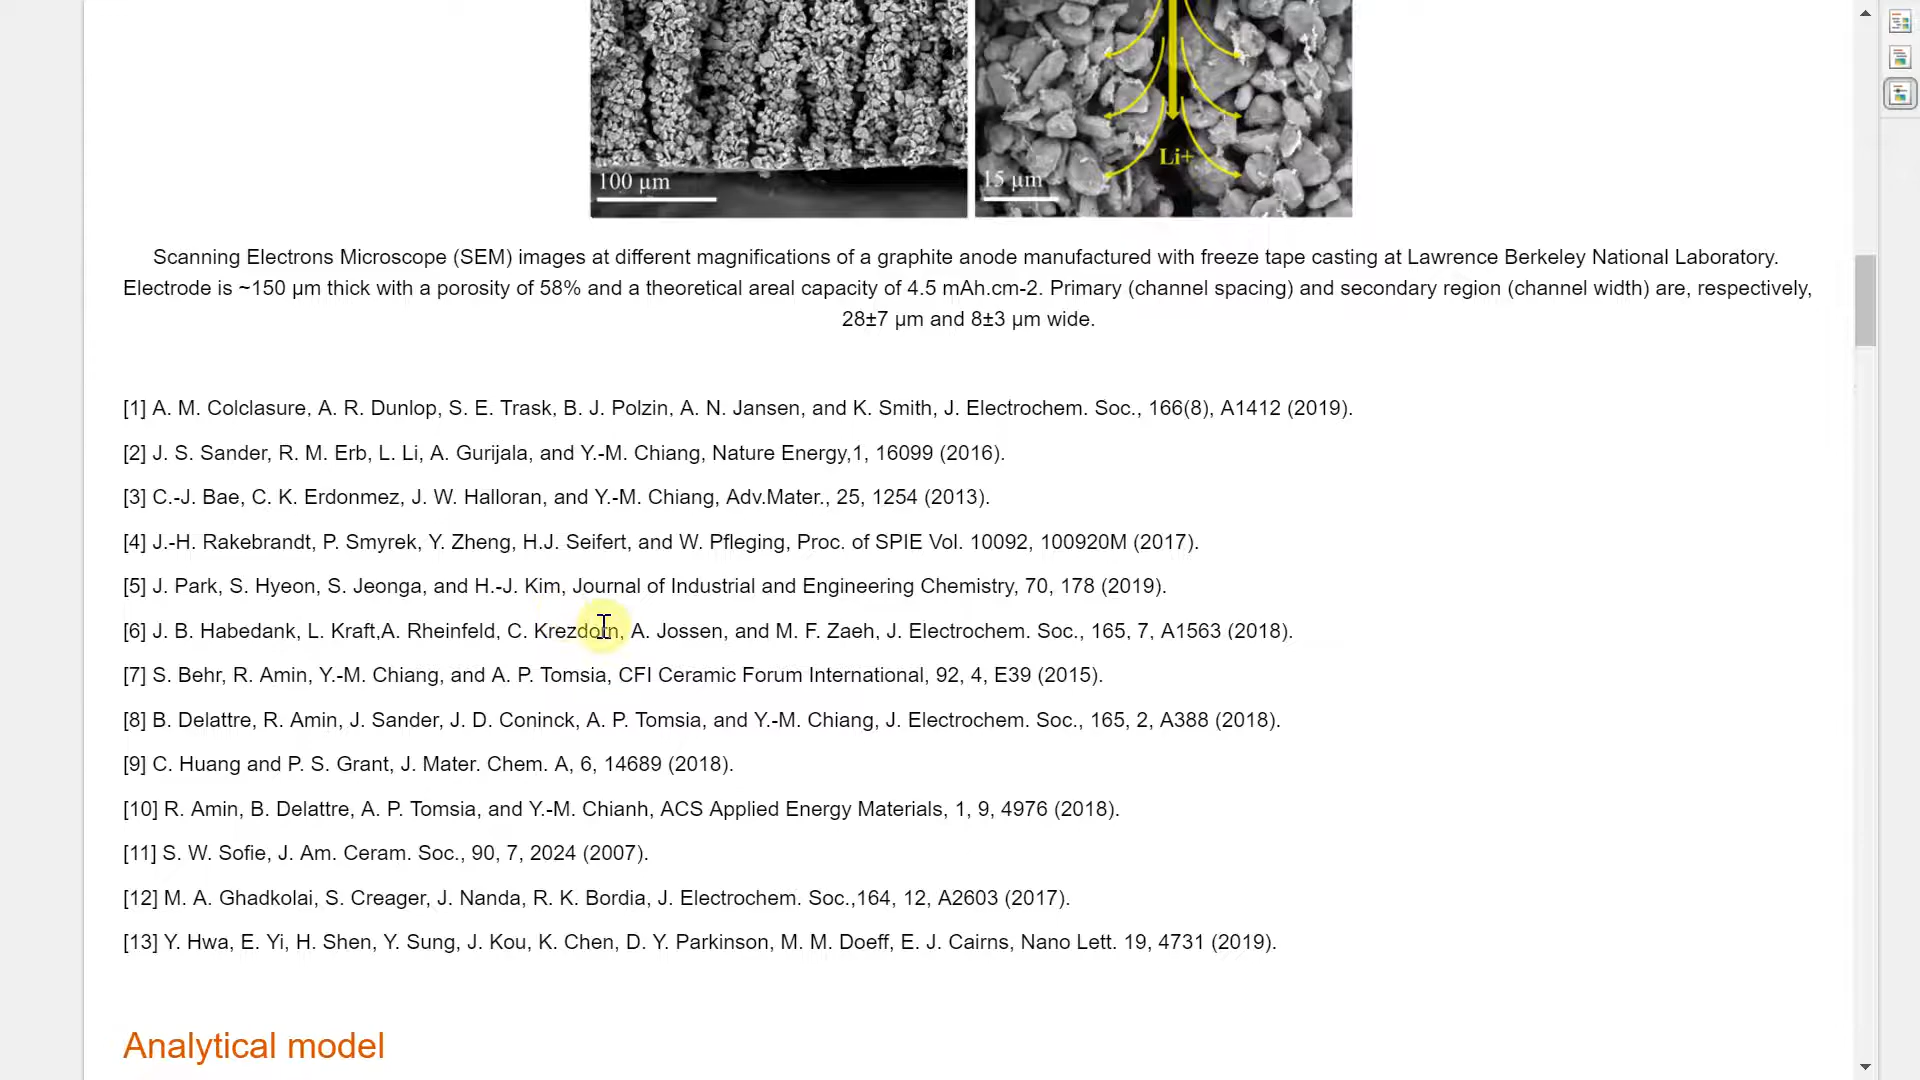 100 µm
15 µm
Li+
Scanning Electrons Microscope (SEM) images at different magnifications of a graphite anode manufactured with freeze tape casting at Lawrence Berkeley National Laboratory.
Electrode is ~150 µm thick with a porosity of 58% and a theoretical areal capacity of 4.5 mAh.cm-2. Primary (channel spacing) and secondary region (channel width) are, respectively,
28±7 µm and 8±3 µm wide.
[1] A. M. Colclasure, A. R. Dunlop, S. E. Trask, B. J. Polzin, A. N. Jansen, and K. Smith, J. Electrochem. Soc., 166(8), A1412 (2019).
[2] J. S. Sander, R. M. Erb, L. Li, A. Gurijala, and Y.-M. Chiang, Nature Energy,1, 16099 (2016).
[3] C.-J. Bae, C. K. Erdonmez, J. W. Halloran, and Y.-M. Chiang, Adv.Mater., 25, 1254 (2013).
[4] J.-H. Rakebrandt, P. Smyrek, Y. Zheng, H.J. Seifert, and W. Pfleging, Proc. of SPIE Vol. 10092, 100920M (2017).
[5] J. Park, S. Hyeon, S. Jeonga, and H.-J. Kim, Journal of Industrial and Engineering Chemistry, 70, 178 (2019).
[6] J. B. Habedank, L. Kraft,A. Rheinfeld, C. Krezdorn, A. Jossen, and M. F. Zaeh, J. Electrochem. Soc., 165, 7, A1563 (2018).
[7] S. Behr, R. Amin, Y.-M. Chiang, and A. P. Tomsia, CFI Ceramic Forum International, 92, 4, E39 (2015).
[8] B. Delattre, R. Amin, J. Sander, J. D. Coninck, A. P. Tomsia, and Y.-M. Chiang, J. Electrochem. Soc., 165, 2, A388 (2018).
[9] C. Huang and P. S. Grant, J. Mater. Chem. A, 6, 14689 (2018).
[10] R. Amin, B. Delattre, A. P. Tomsia, and Y.-M. Chianh, ACS Applied Energy Materials, 1, 9, 4976 (2018).
[11] S. W. Sofie, J. Am. Ceram. Soc., 90, 7, 2024 (2007).
[12] M. A. Ghadkolai, S. Creager, J. Nanda, R. K. Bordia, J. Electrochem. Soc.,164, 12, A2603 (2017).
[13] Y. Hwa, E. Yi, H. Shen, Y. Sung, J. Kou, K. Chen, D. Y. Parkinson, M. M. Doeff, E. J. Cairns, Nano Lett. 19, 4731 (2019).
Analytical model